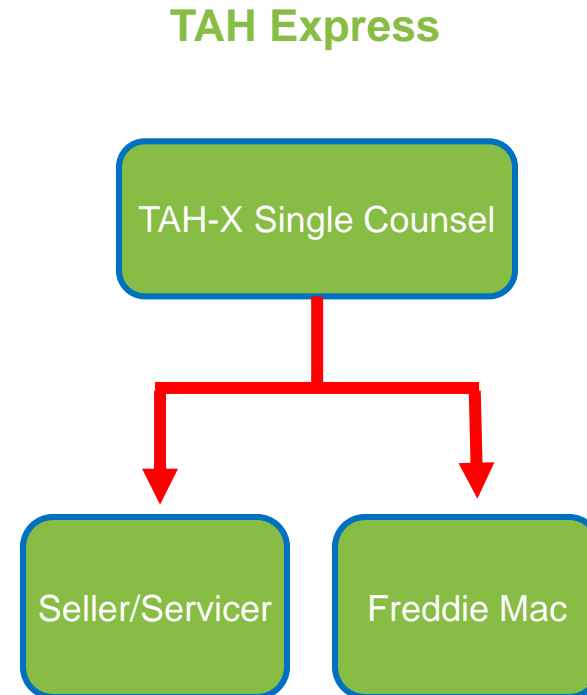 TAH Express
TAH-X Single Counsel
Seller/Servicer
Freddie Mac